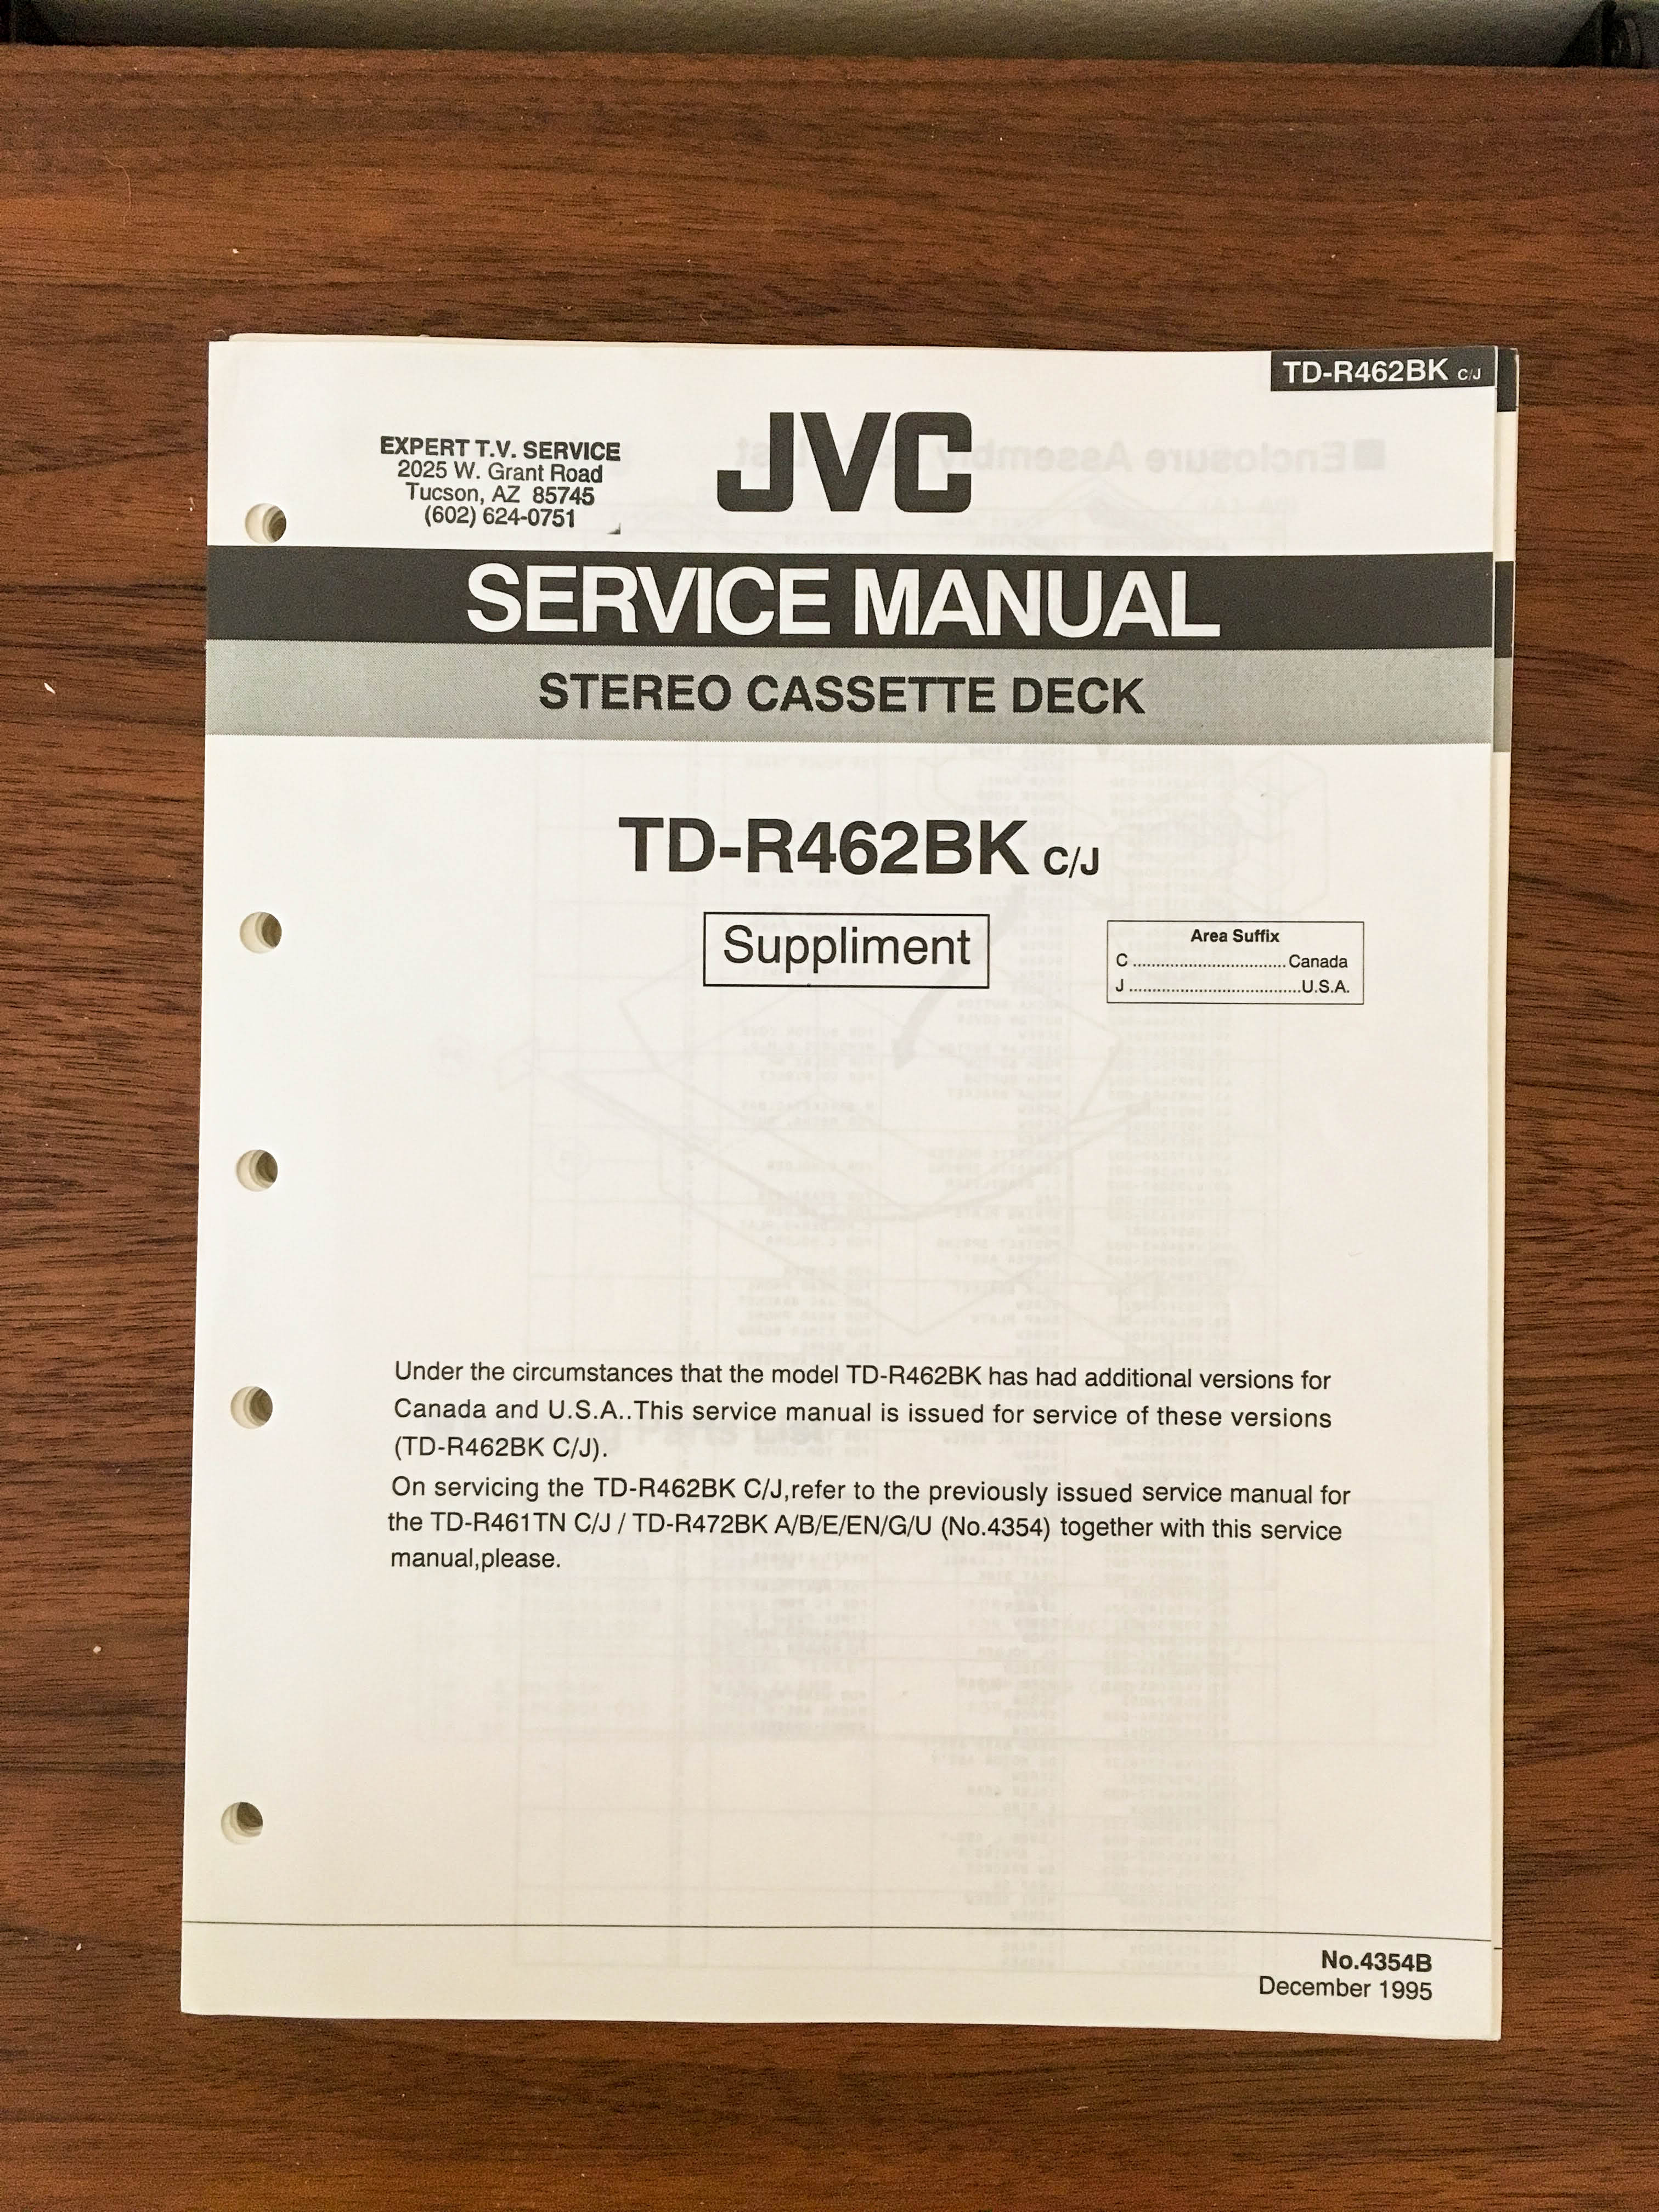 TD-R462BK C/J
JVC
EXPERT T.V. SERVICE
2025 W. Grant Road
Tucson, AZ 85745
(602) 624-0751
SERVICE MANUAL
STEREO CASSETTE DECK
TD-R462BK C/J
Suppliment
Area Suffix
C ................................ Canada
J ....................................U.S.A.
Under the circumstances that the model TD-R462BK has had additional versions for
Canada and U.S.A..This service manual is issued for service of these versions
(TD-R462BK C/J).
On servicing the TD-R462BK C/J,refer to the previously issued service manual for
the TD-R461TN C/J / TD-R472BK A/B/E/EN/G/U (No.4354) together with this service
manual,please.
No.4354B
December 1995